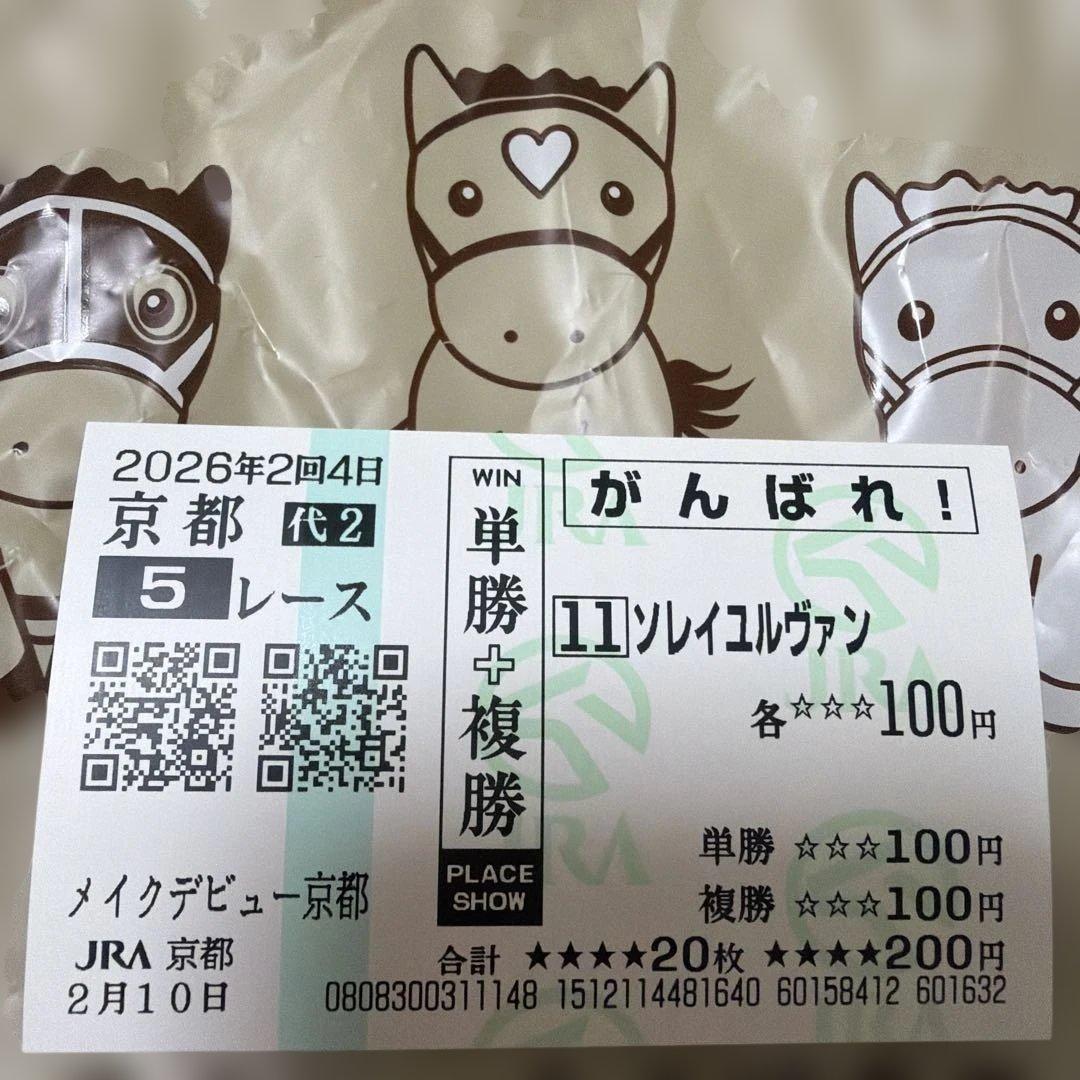 2026年2回4日
京都 代2
5レース
メイクデビュー京都
JRA 京都
2月10日
WIN
単勝+複勝
PLACE
SHOW
がんばれ!
11 ソレイユルヴァン
各☆☆☆100円
単勝 ☆☆☆100円
複勝 ☆☆☆100円
合計 ★★★★20枚 ★★★★200円
0808300311148 1512114481640 60158412 601632
JRA
JRA
JRA